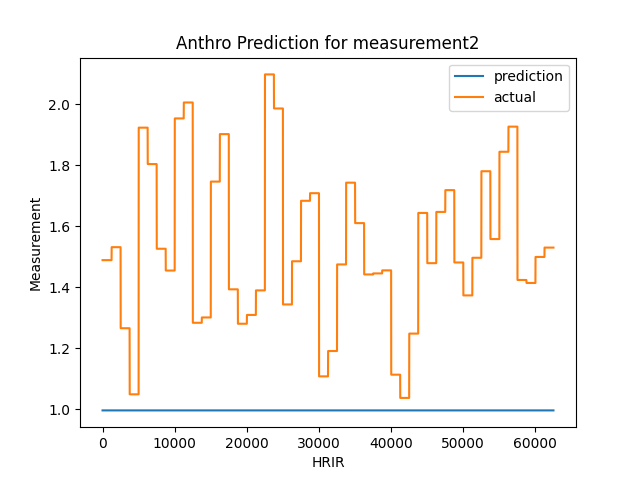 Anthro Prediction for measurement2
prediction
actual
Measurement
2.0
1.8
1.6
1.4
1.2
1.0
0 10000 20000 30000 40000 50000 60000
HRIR